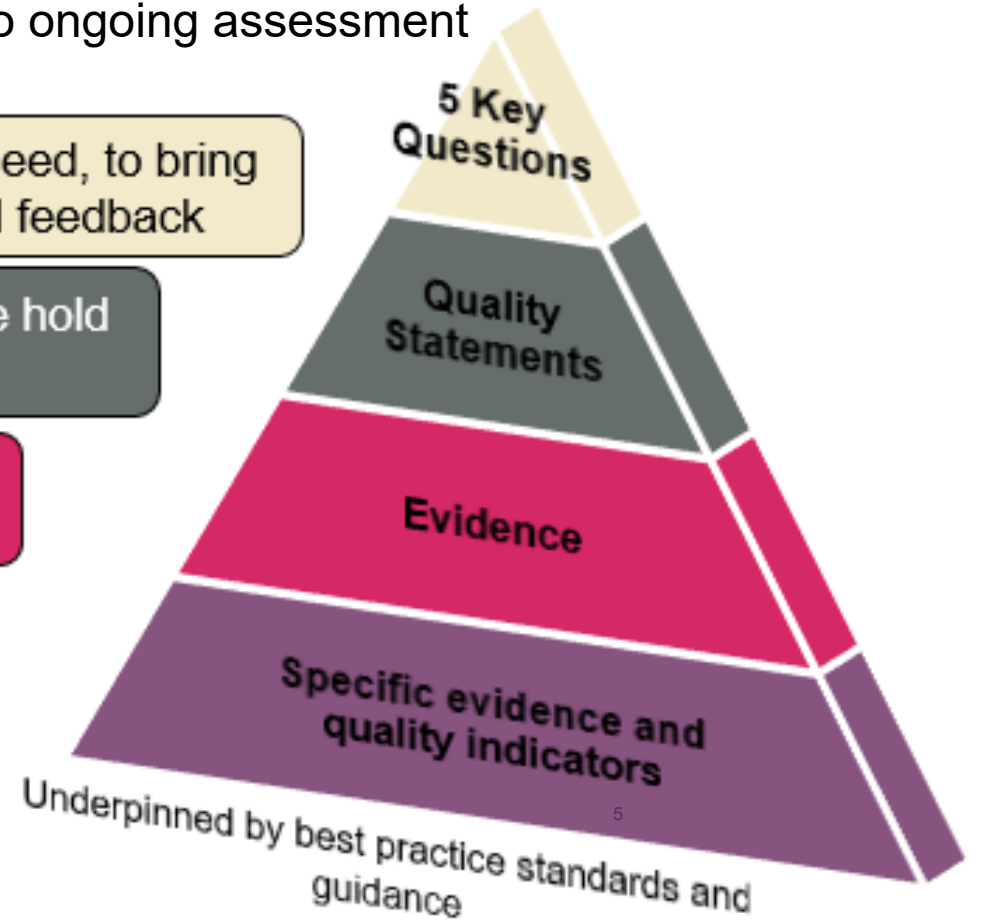 ongoing assessment
5 Key
Questions
to bring
feedback
Quality
Statements
hold
Evidence
Specific evidence and
quality indicators
5
Underpinned by best practice standards and
guidance